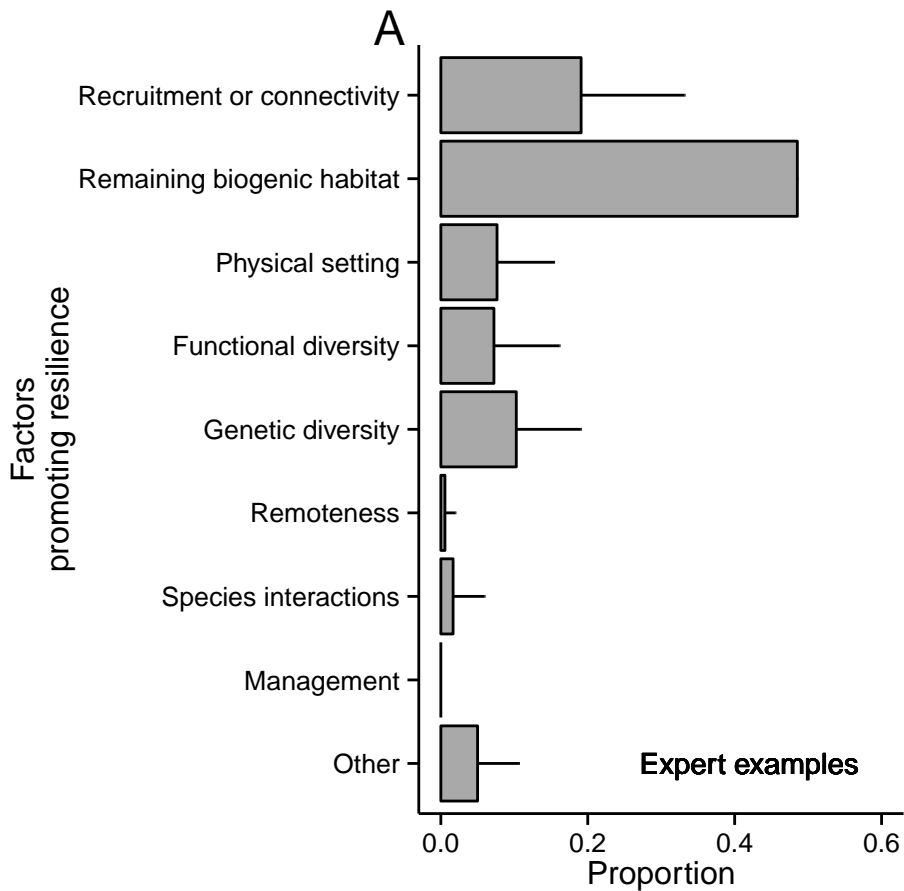 A
Recruitment or connectivity
Remaining biogenic habitat
Physical setting
Functional diversity
Genetic diversity
Remoteness
Species interactions
Management
Other
Factors
promoting resilience
Expert examples
0.0 0.2 0.4 0.6
Proportion